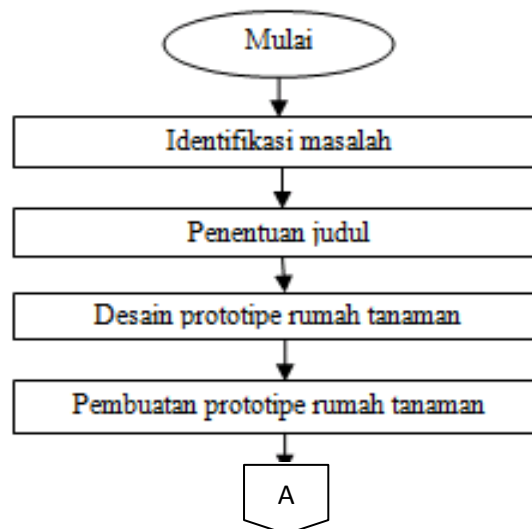 Mulai
Identifikasi masalah
Penentuan judul
Desain prototipe rumah tanaman
Pembuatan prototipe rumah tanaman
A